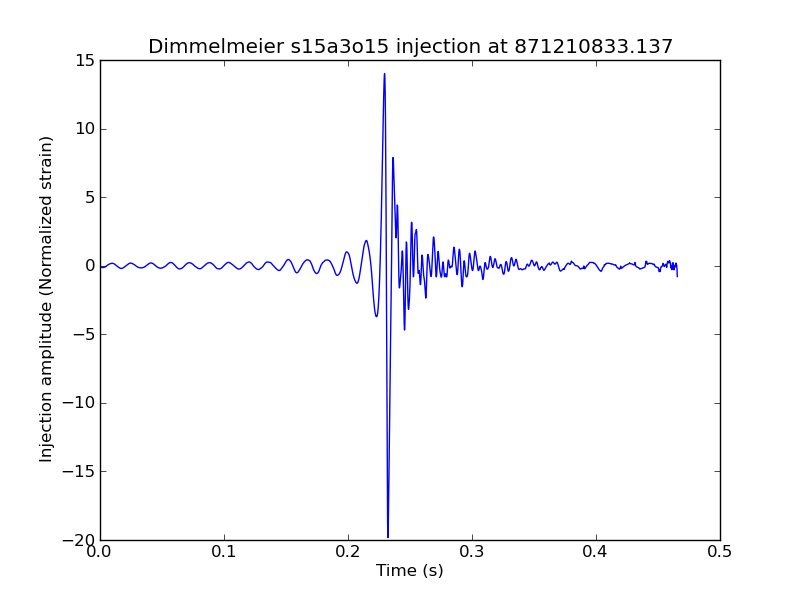 Dimmelmeier s15a3o15 injection at 871210833.137
Injection amplitude (Normalized strain)
15
10
5
0
−5
−10
−15
−20
0.0 0.1 0.2 0.3 0.4 0.5
Time (s)